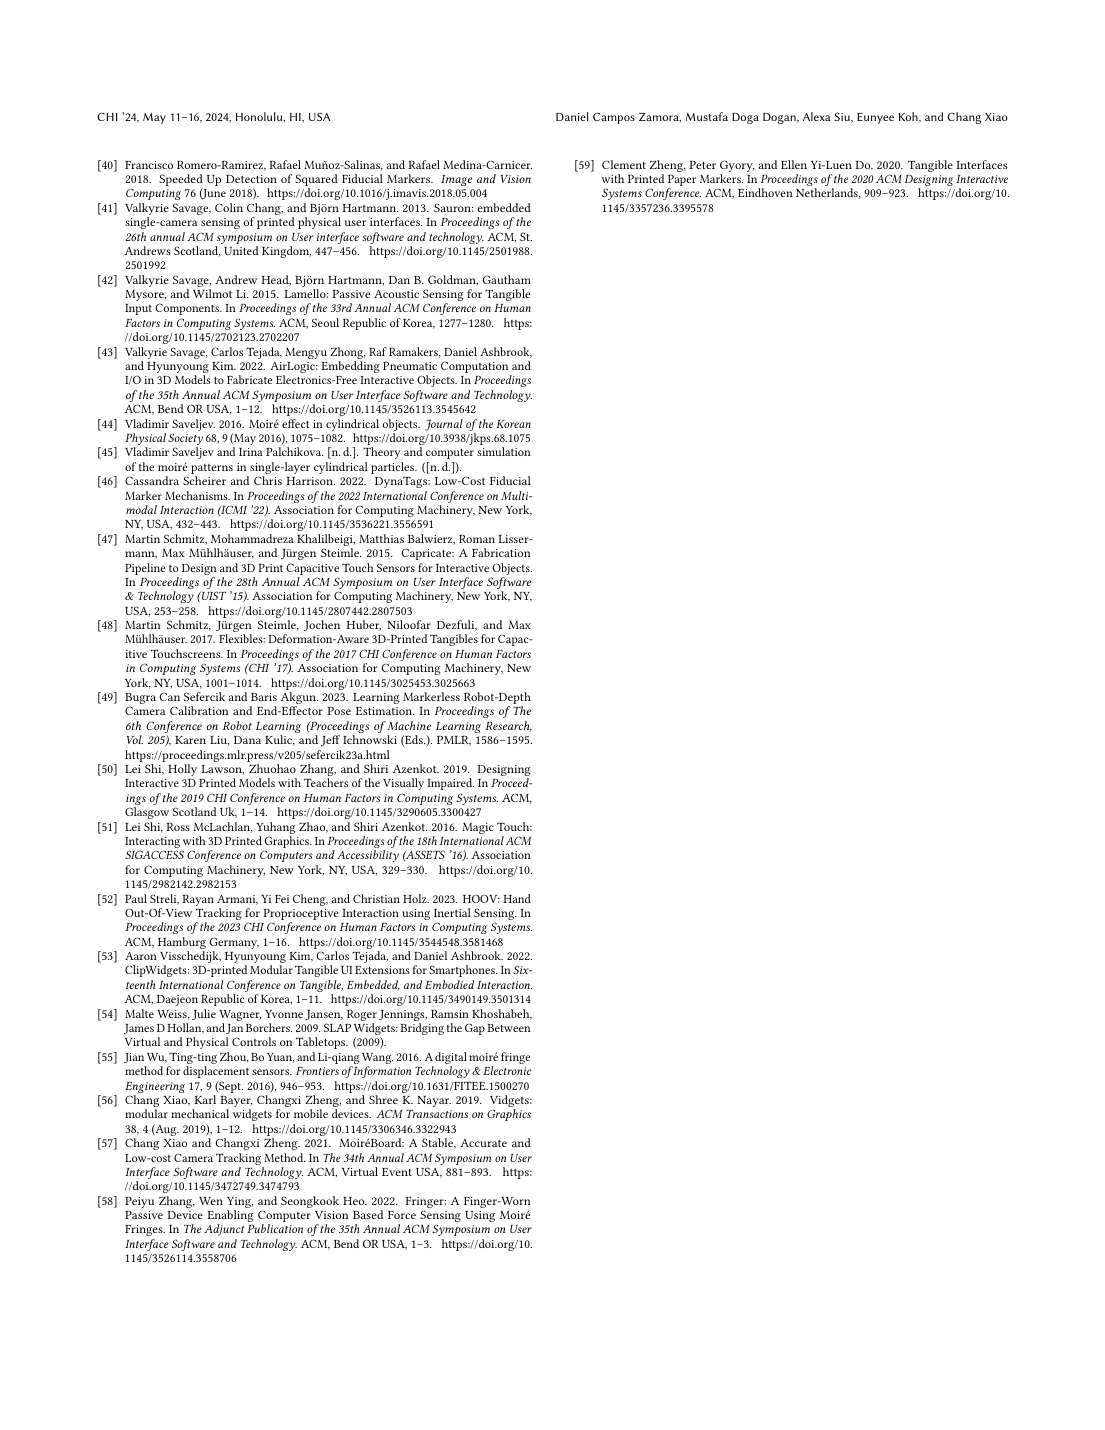 CHI '24, May 11–16, 2024, Honolulu, HI, USA
Daniel Campos Zamora, Mustafa Doga Dogan, Alexa Siu, Eunyee Koh, and Chang Xiao
[40] Francisco Romero-Ramirez, Rafael Muñoz-Salinas, and Rafael Medina-Carnicer.
2018. Speeded Up Detection of Squared Fiducial Markers. Image and Vision
Computing 76 (June 2018). https://doi.org/10.1016/j.imavis.2018.05.004
[41] Valkyrie Savage, Colin Chang, and Björn Hartmann. 2013. Sauron: embedded
single-camera sensing of printed physical user interfaces. In Proceedings of the
26th annual ACM symposium on User interface software and technology. ACM, St.
Andrews Scotland, United Kingdom, 447–456. https://doi.org/10.1145/2501988.
2501992
[42] Valkyrie Savage, Andrew Head, Björn Hartmann, Dan B. Goldman, Gautham
Mysore, and Wilmot Li. 2015. Lamello: Passive Acoustic Sensing for Tangible
Input Components. In Proceedings of the 33rd Annual ACM Conference on Human
Factors in Computing Systems. ACM, Seoul Republic of Korea, 1277–1280. https:
//doi.org/10.1145/2702123.2702207
[43] Valkyrie Savage, Carlos Tejada, Mengyu Zhong, Raf Ramakers, Daniel Ashbrook,
and Hyunyoung Kim. 2022. AirLogic: Embedding Pneumatic Computation and
I/O in 3D Models to Fabricate Electronics-Free Interactive Objects. In Proceedings
of the 35th Annual ACM Symposium on User Interface Software and Technology.
ACM, Bend OR USA, 1–12. https://doi.org/10.1145/3526113.3545642
[44] Vladimir Saveljev. 2016. Moiré effect in cylindrical objects. Journal of the Korean
Physical Society 68, 9 (May 2016), 1075–1082. https://doi.org/10.3938/jkps.68.1075
[45] Vladimir Saveljev and Irina Palchikova. [n. d.]. Theory and computer simulation
of the moiré patterns in single-layer cylindrical particles. ([n. d.]).
[46] Cassandra Scheirer and Chris Harrison. 2022. DynaTags: Low-Cost Fiducial
Marker Mechanisms. In Proceedings of the 2022 International Conference on Multi-
modal Interaction (ICMI '22). Association for Computing Machinery, New York,
NY, USA, 432–443. https://doi.org/10.1145/3536221.3556591
[47] Martin Schmitz, Mohammadreza Khalilbeigi, Matthias Balwierz, Roman Lisser-
mann, Max Mühlhäuser, and Jürgen Steimle. 2015. Capricate: A Fabrication
Pipeline to Design and 3D Print Capacitive Touch Sensors for Interactive Objects.
In Proceedings of the 28th Annual ACM Symposium on User Interface Software
& Technology (UIST '15). Association for Computing Machinery, New York, NY,
USA, 253–258. https://doi.org/10.1145/2807442.2807503
[48] Martin Schmitz, Jürgen Steimle, Jochen Huber, Niloofar Dezfuli, and Max
Mühlhäuser. 2017. Flexibles: Deformation-Aware 3D-Printed Tangibles for Capac-
itive Touchscreens. In Proceedings of the 2017 CHI Conference on Human Factors
in Computing Systems (CHI '17). Association for Computing Machinery, New
York, NY, USA, 1001–1014. https://doi.org/10.1145/3025453.3025663
[49] Bugra Can Sefercik and Baris Akgun. 2023. Learning Markerless Robot-Depth
Camera Calibration and End-Effector Pose Estimation. In Proceedings of The
6th Conference on Robot Learning (Proceedings of Machine Learning Research,
Vol. 205), Karen Liu, Dana Kulic, and Jeff Ichnowski (Eds.). PMLR, 1586–1595.
https://proceedings.mlr.press/v205/sefercik23a.html
[50] Lei Shi, Holly Lawson, Zhuohao Zhang, and Shiri Azenkot. 2019. Designing
Interactive 3D Printed Models with Teachers of the Visually Impaired. In Proceed-
ings of the 2019 CHI Conference on Human Factors in Computing Systems. ACM,
Glasgow Scotland Uk, 1–14. https://doi.org/10.1145/3290605.3300427
[51] Lei Shi, Ross McLachlan, Yuhang Zhao, and Shiri Azenkot. 2016. Magic Touch:
Interacting with 3D Printed Graphics. In Proceedings of the 18th International ACM
SIGACCESS Conference on Computers and Accessibility (ASSETS '16). Association
for Computing Machinery, New York, NY, USA, 329–330. https://doi.org/10.
1145/2982142.2982153
[52] Paul Streli, Rayan Armani, Yi Fei Cheng, and Christian Holz. 2023. HOOV: Hand
Out-Of-View Tracking for Proprioceptive Interaction using Inertial Sensing. In
Proceedings of the 2023 CHI Conference on Human Factors in Computing Systems.
ACM, Hamburg Germany, 1–16. https://doi.org/10.1145/3544548.3581468
[53] Aaron Visschedijk, Hyunyoung Kim, Carlos Tejada, and Daniel Ashbrook. 2022.
ClipWidgets: 3D-printed Modular Tangible UI Extensions for Smartphones. In Six-
teenth International Conference on Tangible, Embedded, and Embodied Interaction.
ACM, Daejeon Republic of Korea, 1–11. https://doi.org/10.1145/3490149.3501314
[54] Malte Weiss, Julie Wagner, Yvonne Jansen, Roger Jennings, Ramsin Khoshabeh,
James D Hollan, and Jan Borchers. 2009. SLAP Widgets: Bridging the Gap Between
Virtual and Physical Controls on Tabletops. (2009).
[55] Jian Wu, Ting-ting Zhou, Bo Yuan, and Li-qiang Wang. 2016. A digital moiré fringe
method for displacement sensors. Frontiers of Information Technology & Electronic
Engineering 17, 9 (Sept. 2016), 946–953. https://doi.org/10.1631/FITEE.1500270
[56] Chang Xiao, Karl Bayer, Changxi Zheng, and Shree K. Nayar. 2019. Vidgets:
modular mechanical widgets for mobile devices. ACM Transactions on Graphics
38, 4 (Aug. 2019), 1–12. https://doi.org/10.1145/3306346.3322943
[57] Chang Xiao and Changxi Zheng. 2021. MoiréBoard: A Stable, Accurate and
Low-cost Camera Tracking Method. In The 34th Annual ACM Symposium on User
Interface Software and Technology. ACM, Virtual Event USA, 881–893. https:
//doi.org/10.1145/3472749.3474793
[58] Peiyu Zhang, Wen Ying, and Seongkook Heo. 2022. Fringer: A Finger-Worn
Passive Device Enabling Computer Vision Based Force Sensing Using Moiré
Fringes. In The Adjunct Publication of the 35th Annual ACM Symposium on User
Interface Software and Technology. ACM, Bend OR USA, 1–3. https://doi.org/10.
1145/3526114.3558706
[59] Clement Zheng, Peter Gyory, and Ellen Yi-Luen Do. 2020. Tangible Interfaces
with Printed Paper Markers. In Proceedings of the 2020 ACM Designing Interactive
Systems Conference. ACM, Eindhoven Netherlands, 909–923. https://doi.org/10.
1145/3357236.3395578